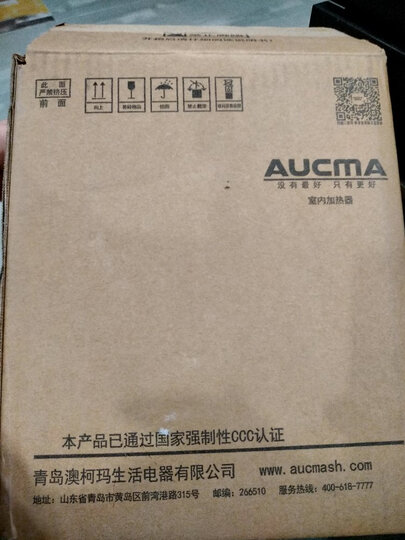 此面
严禁挤压
前面
向上
易碎物品
怕雨
禁止翻滚
AUCMA
没有最好 只有更好
室内加热器
本产品已通过国家强制性CCC认证
青岛澳柯玛生活电器有限公司 www.aucmash.com
地址: 山东省青岛市黄岛区前湾港路315号 邮编: 266510 服务热线: 400-618-7777